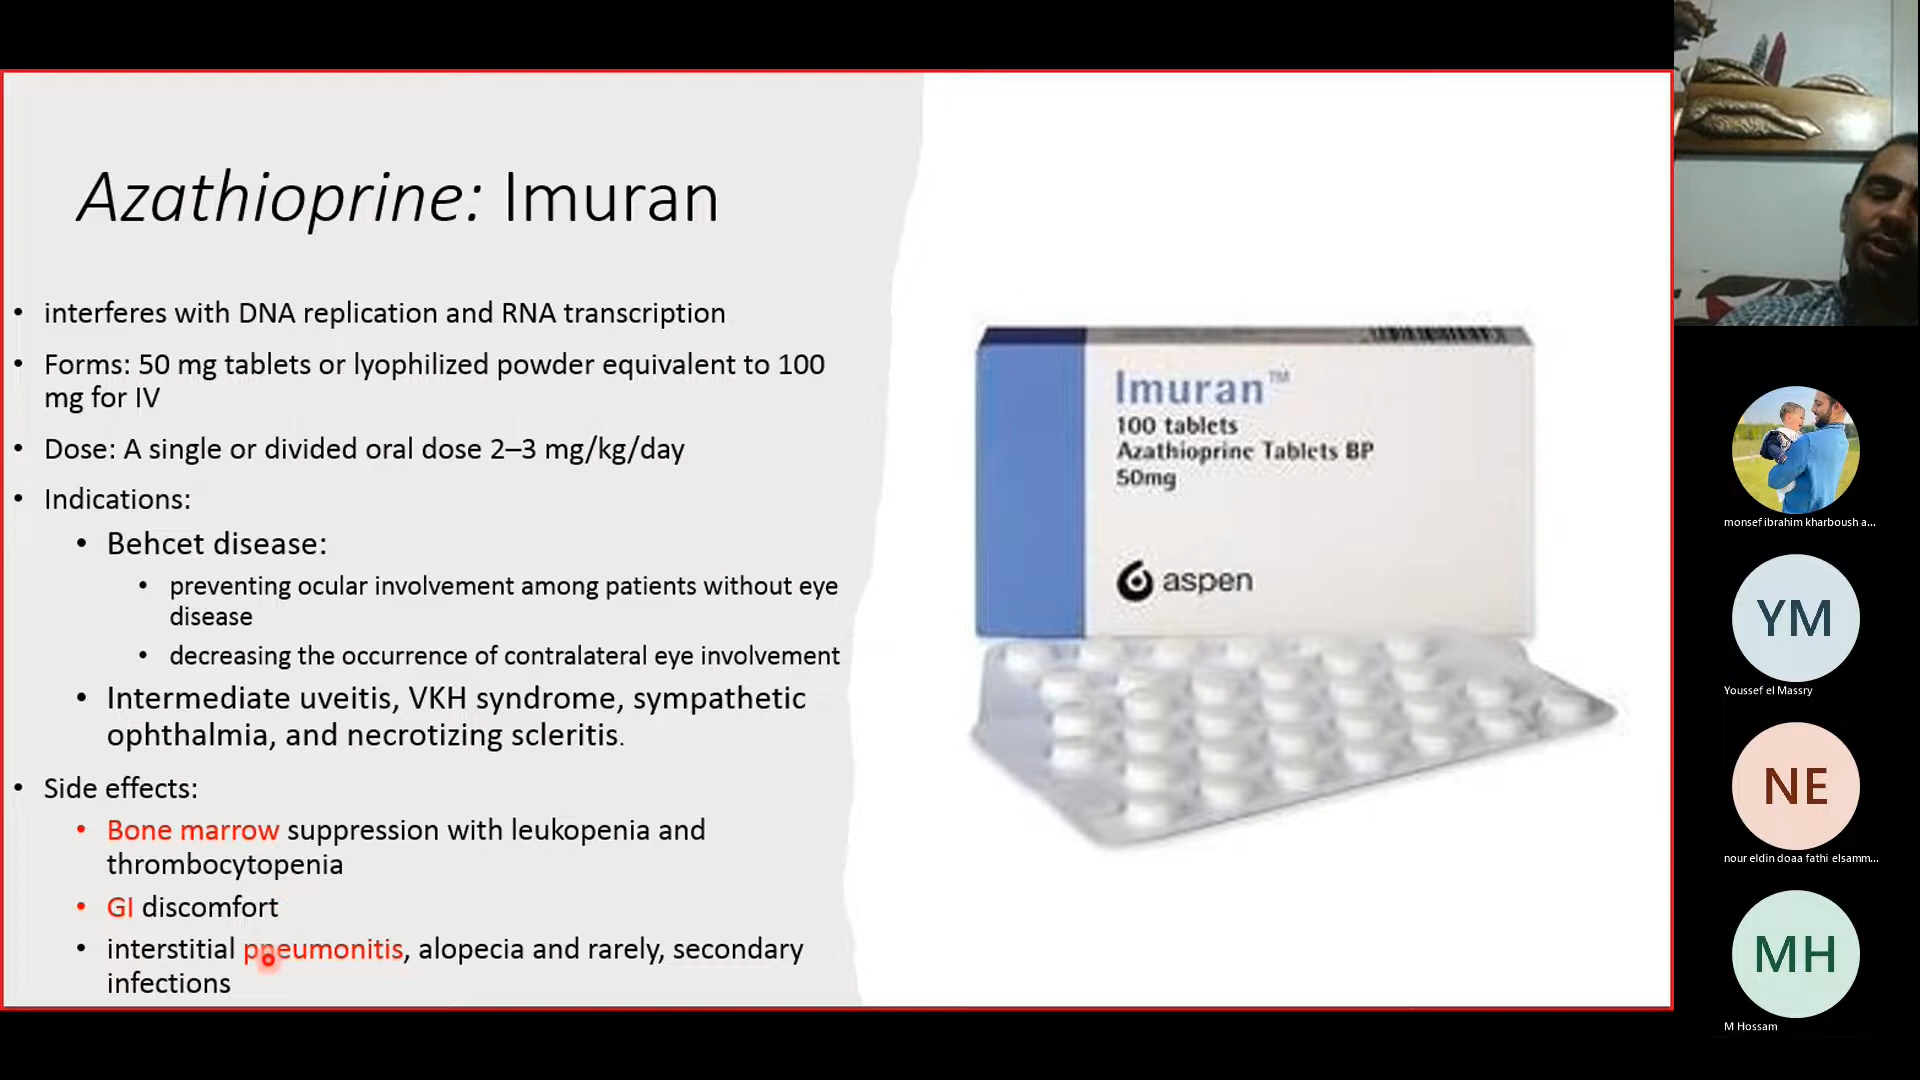 Azathioprine: Imuran
• interferes with DNA replication and RNA transcription
• Forms: 50 mg tablets or lyophilized powder equivalent to 100
mg for IV
• Dose: A single or divided oral dose 2–3 mg/kg/day
• Indications:
• Behcet disease:
• preventing ocular involvement among patients without eye
disease
• decreasing the occurrence of contralateral eye involvement
• Intermediate uveitis, VKH syndrome, sympathetic
ophthalmia, and necrotizing scleritis.
• Side effects:
• Bone marrow suppression with leukopenia and
thrombocytopenia
• GI discomfort
• interstitial pneumonitis, alopecia and rarely, secondary
infections
Imuran™
100 tablets
Azathioprine Tablets BP
50mg
aspen
monsef ibrahim kharboush a...
YM
Youssef el Massry
NE
nour eldin doaa fathi elsamm...
MH
M Hossam